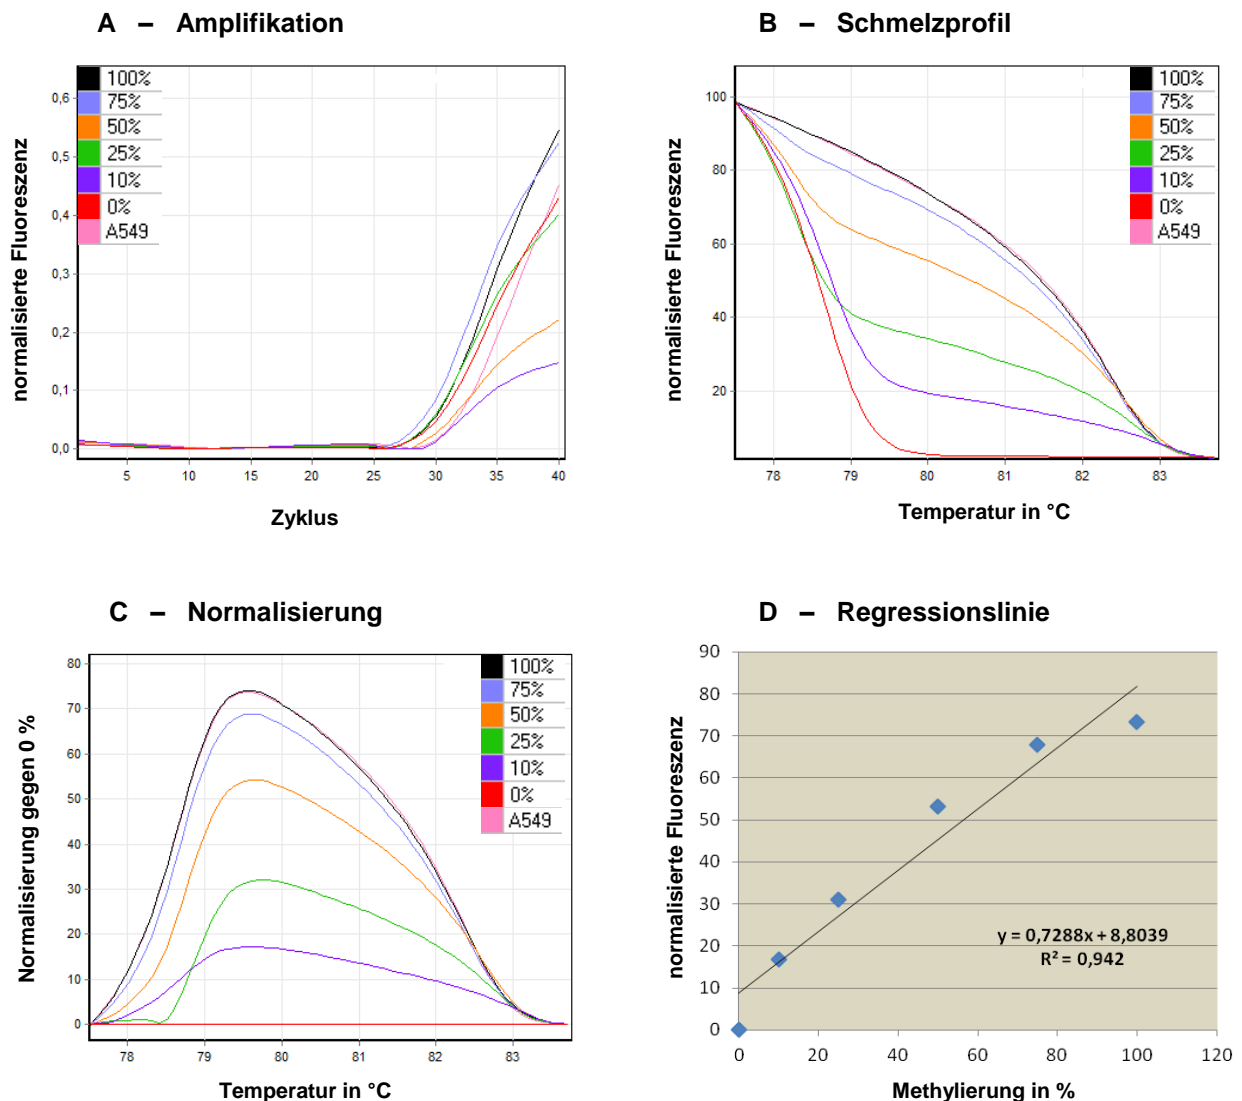 A – Amplifikation
normalisierte Fluoreszenz
0,6
0,5
0,4
0,3
0,2
0,1
0,0
100%
75%
50%
25%
10%
0%
A549
5 10 15 20 25 30 35 40
Zyklus
B – Schmelzprofil
normalisierte Fluoreszenz
100
80
60
40
20
100%
75%
50%
25%
10%
0%
A549
78 79 80 81 82 83
Temperatur in °C
C – Normalisierung
Normalisierung gegen 0 %
80
70
60
50
40
30
20
10
0
100%
75%
50%
25%
10%
0%
A549
78 79 80 81 82 83
Temperatur in °C
D – Regressionslinie
normalisierte Fluoreszenz
90
80
70
60
50
40
30
20
10
0
y = 0,7288x + 8,8039
R² = 0,942
0 20 40 60 80 100 120
Methylierung in %